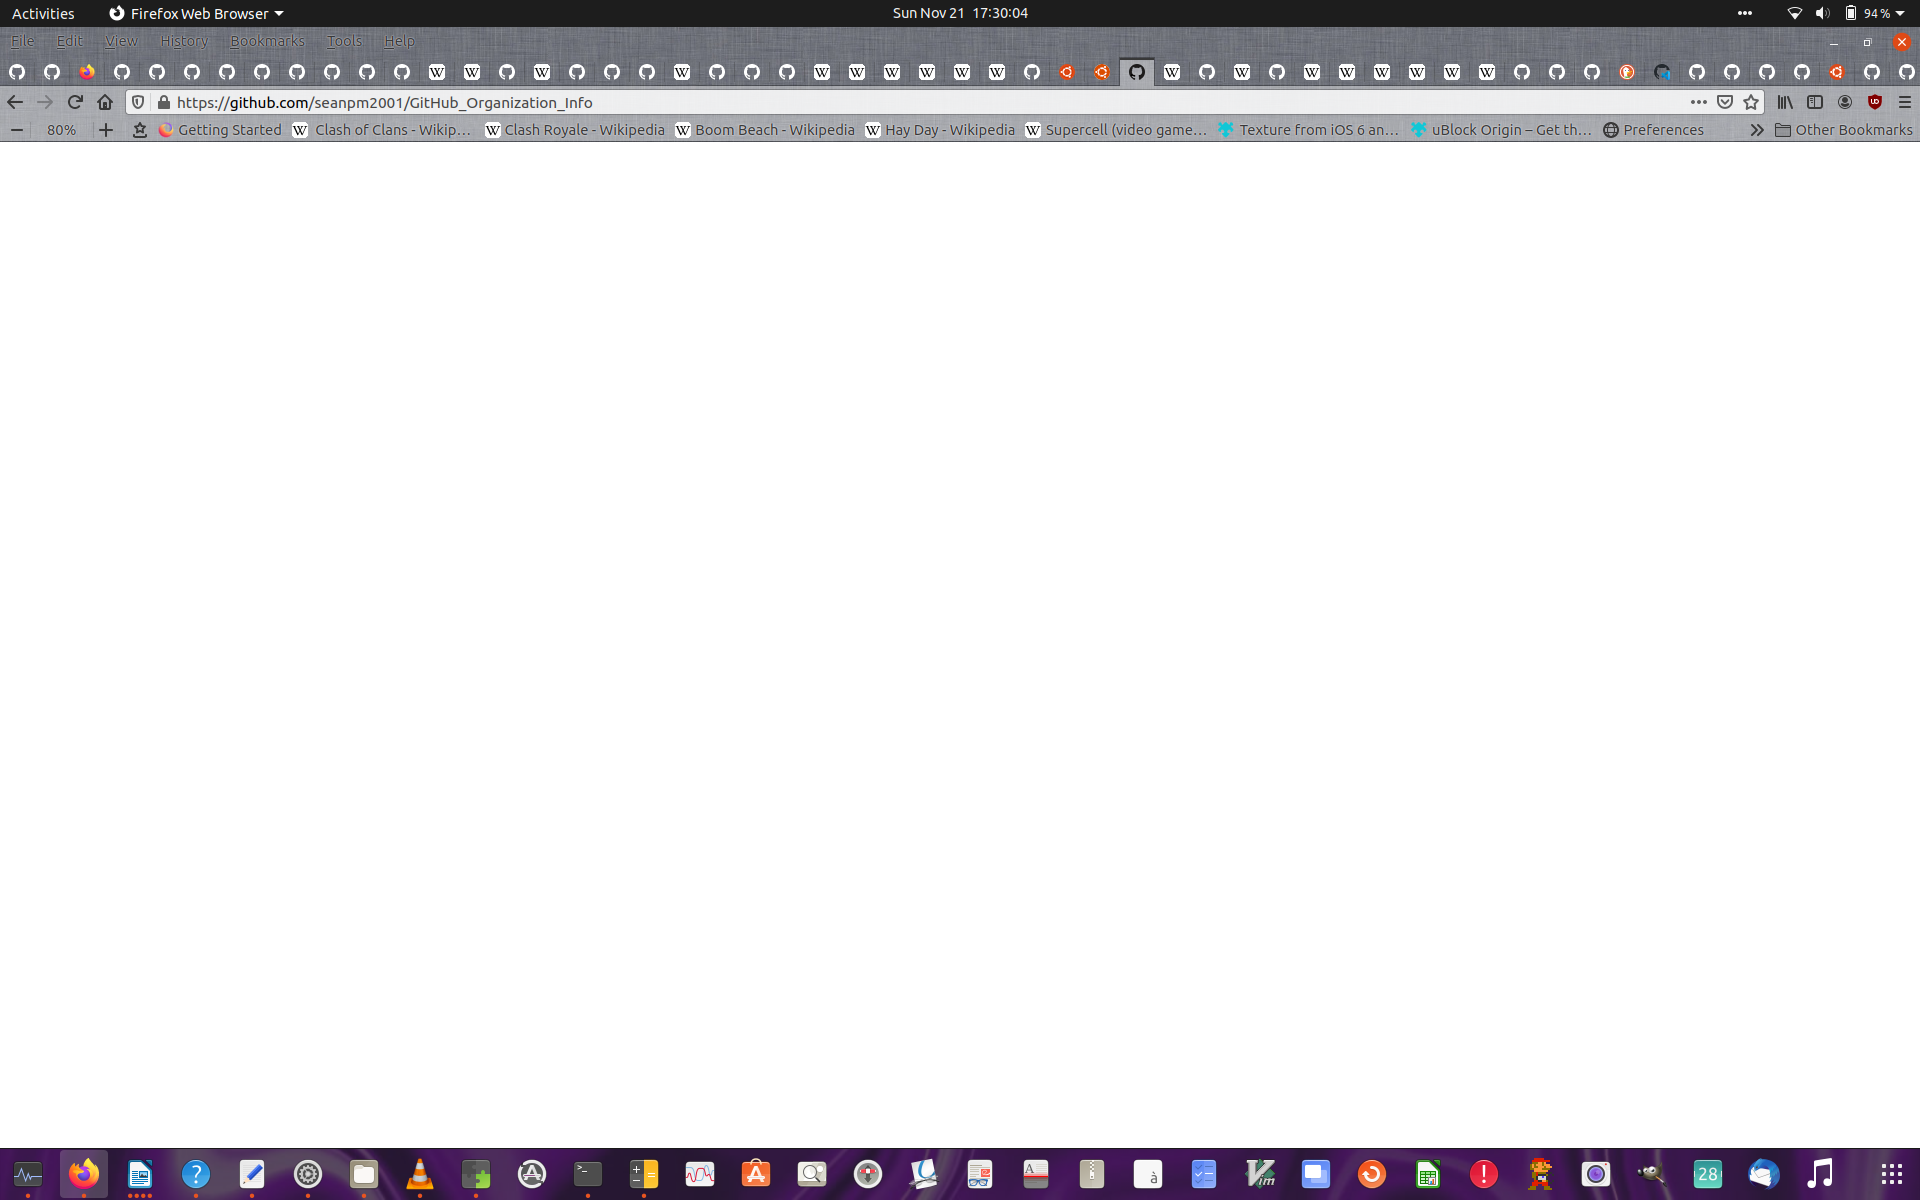 Activities Firefox Web Browser Sun Nov 21 17:30:04 94%
File Edit View History Bookmarks Tools Help
https://github.com/seanpm2001/GitHub_Organization_Info
80% Getting Started Clash of Clans - Wikip… Clash Royale - Wikipedia Boom Beach - Wikipedia Hay Day - Wikipedia Supercell (video game… Texture from iOS 6 an… uBlock Origin – Get th… Preferences Other Bookmarks
28